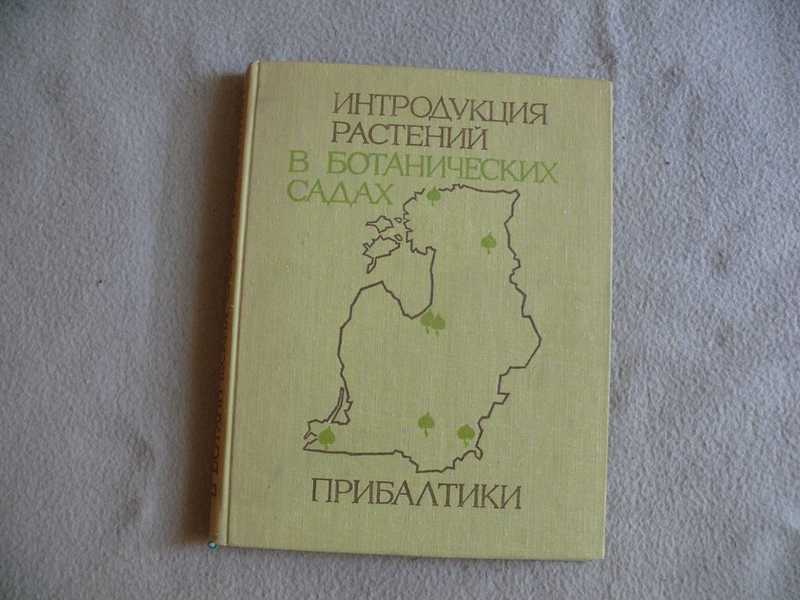 ИНТРОДУКЦИЯ
РАСТЕНИЙ
В БОТАНИЧЕСКИХ
САДАХ
ПРИБАЛТИКИ